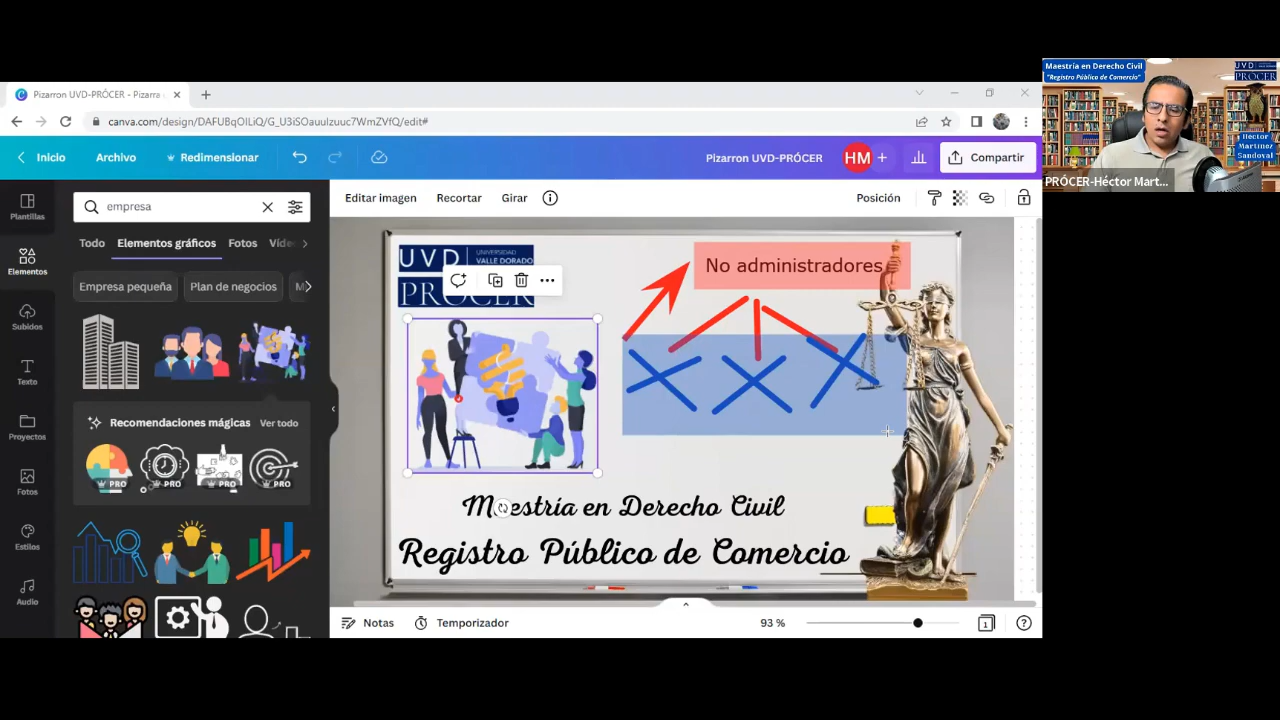 Pizarron UVD-PRÓCER - Pizarra
canva.com/design/DAFUBqOILiQ/G_U3iSOauulzuuc7WmZVfQ/edit#
Inicio
Archivo
Redimensionar
Pizarron UVD-PRÓCER
HM
Compartir
Plantillas
Elementos
Subidos
Texto
Proyectos
Fotos
Estilos
Audio
empresa
Todo
Elementos gráficos
Fotos
Empresa pequeña
Plan de negocios
Recomendaciones mágicas
Ver todo
PRO
PRO
PRO
PRO
Editar imagen
Recortar
Girar
Posición
UVD
UNIVERSIDAD
VALLE DORADO
PRÓCER
No administradores
Maestría en Derecho Civil
Registro Público de Comercio
Notas
Temporizador
93 %
1
Maestría en Derecho Civil
"Registro Público de Comercio"
UVD
PRÓCER
Héctor
Martínez
Sandoval
PRÓCER-Héctor Mart...